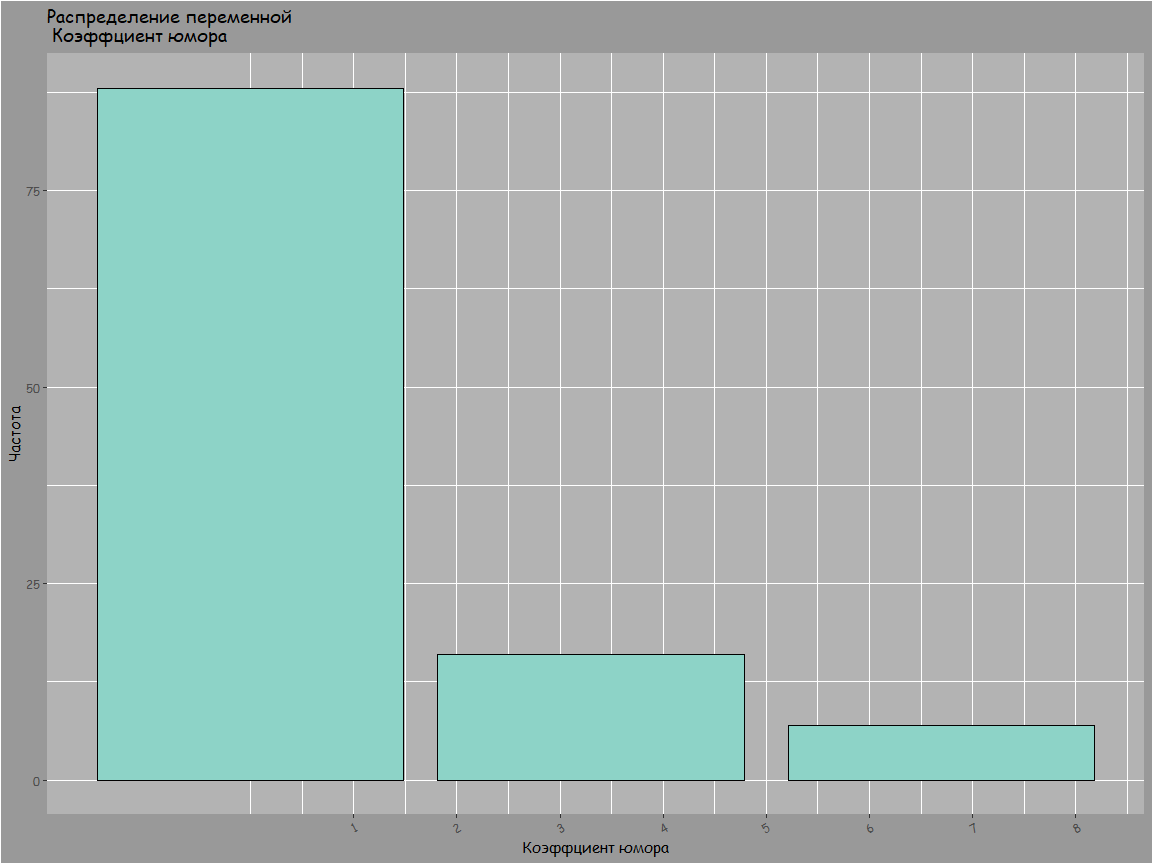 Распределение переменной
Коэффциент юмора
Частота
75
50
25
0
1 2 3 4 5 6 7 8
Коэффциент юмора